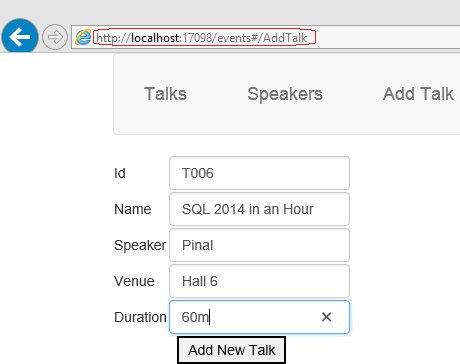 http://localhost:17098/events#/AddTalk
Talks Speakers Add Talk
Id T006
Name SQL 2014 in an Hour
Speaker Pinal
Venue Hall 6
Duration 60m
Add New Talk